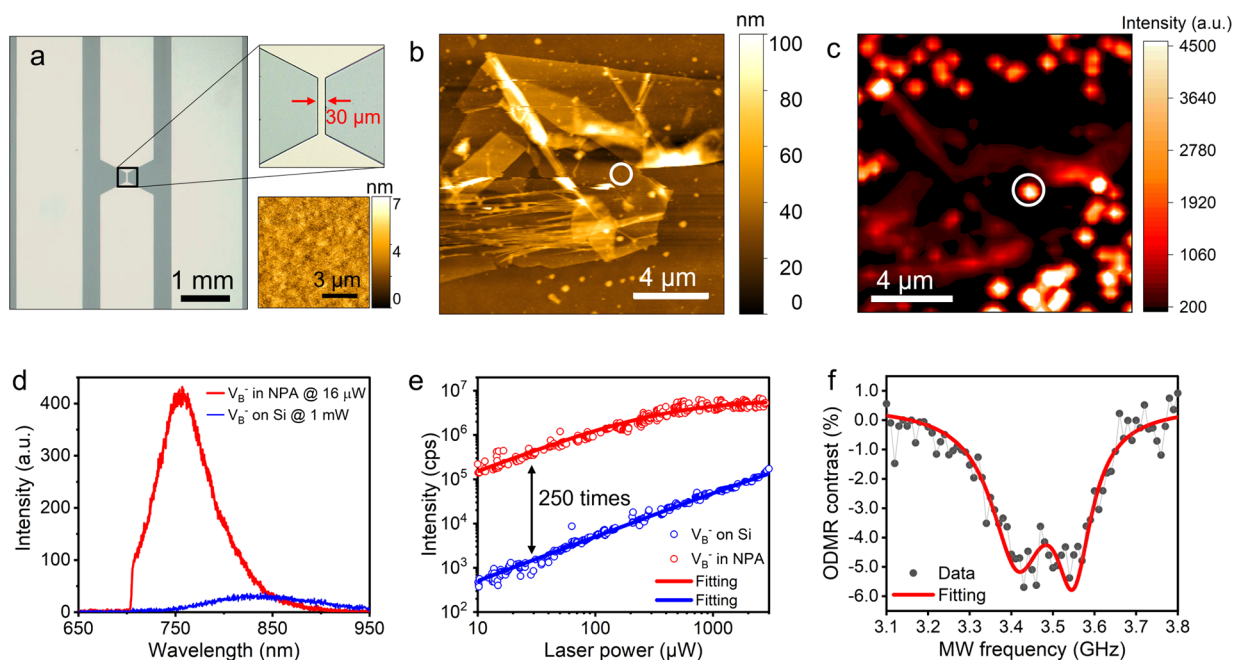 a
30 µm
1 mm
nm
7
4
0
3 µm
b
nm
100
80
60
40
20
0
4 µm
c
Intensity (a.u.)
4500
3640
2780
1920
1060
200
4 µm
d
V_B^- in NPA @ 16 µW
V_B^- on Si @ 1 mW
Intensity (a.u.)
400
300
200
100
0
650 750 850 950
Wavelength (nm)
e
Intensity (cps)
10^7
10^6
10^5
10^4
10^3
10^2
250 times
V_B^- on Si
V_B^- in NPA
Fitting
Fitting
10 100 1000
Laser power (µW)
f
ODMR contrast (%)
1.0
0.0
-1.0
-2.0
-3.0
-4.0
-5.0
-6.0
Data
Fitting
3.1 3.2 3.3 3.4 3.5 3.6 3.7 3.8
MW frequency (GHz)